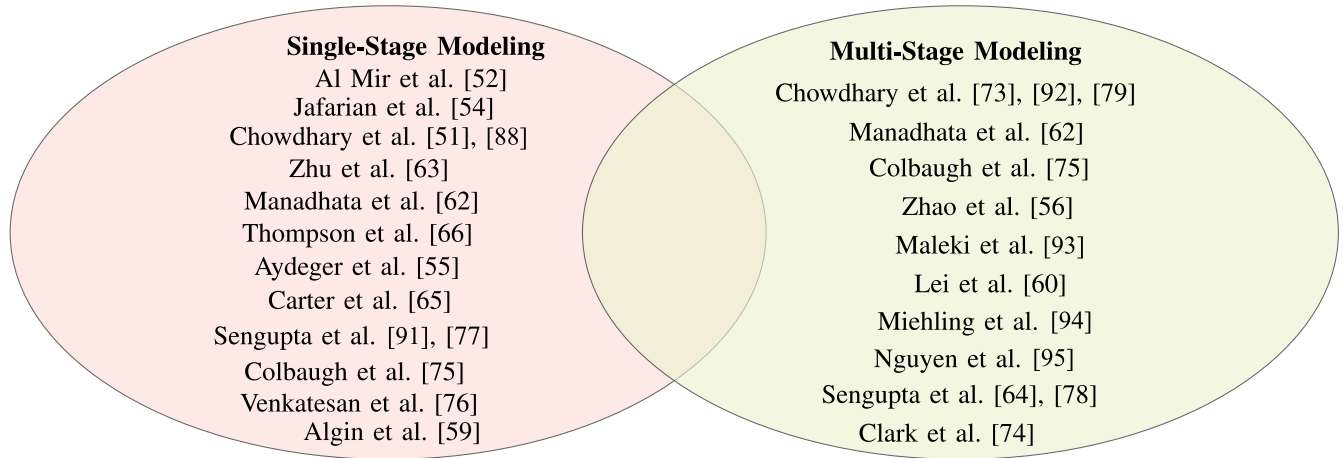 Single-Stage Modeling
Al Mir et al. [52]
Jafarian et al. [54]
Chowdhary et al. [51], [88]
Zhu et al. [63]
Manadhata et al. [62]
Thompson et al. [66]
Aydeger et al. [55]
Carter et al. [65]
Sengupta et al. [91], [77]
Colbaugh et al. [75]
Venkatesan et al. [76]
Algin et al. [59]
Multi-Stage Modeling
Chowdhary et al. [73], [92], [79]
Manadhata et al. [62]
Colbaugh et al. [75]
Zhao et al. [56]
Maleki et al. [93]
Lei et al. [60]
Miehling et al. [94]
Nguyen et al. [95]
Sengupta et al. [64], [78]
Clark et al. [74]